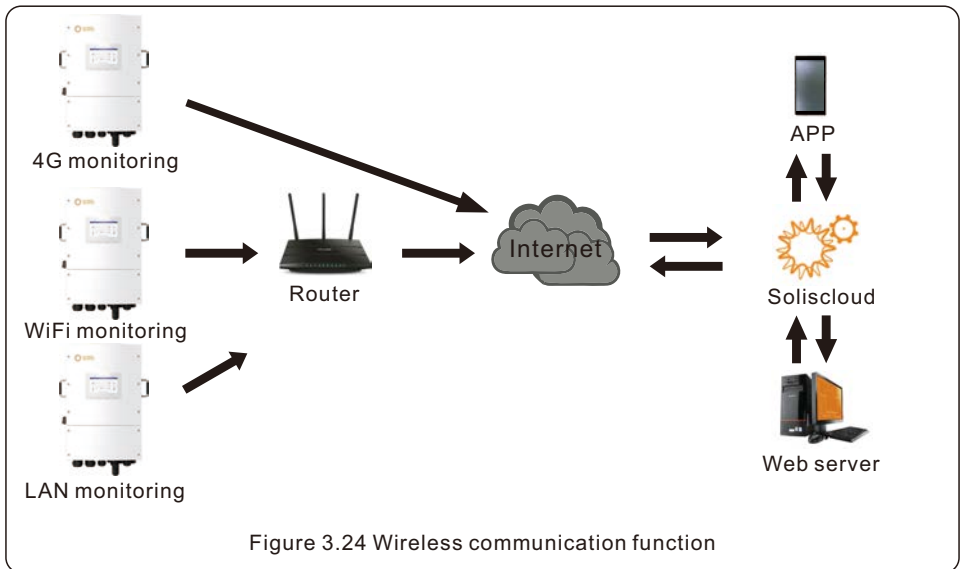 4G monitoring
WiFi monitoring
LAN monitoring
Router
Internet
APP
Soliscloud
Web server
Figure 3.24 Wireless communication function